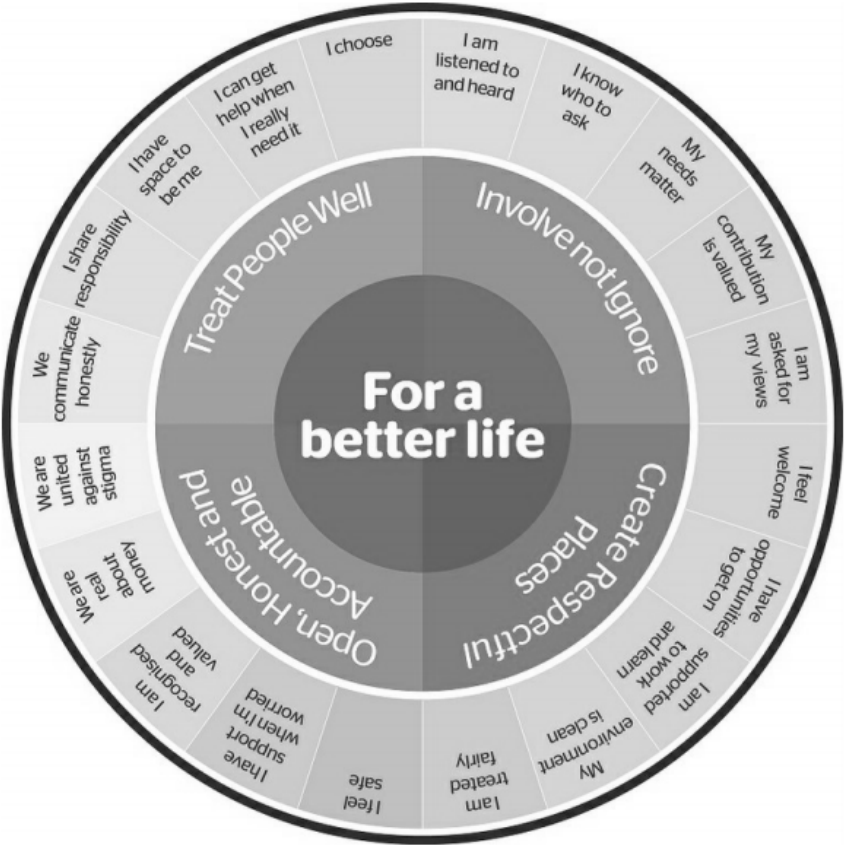 For a
better life
Treat People Well
Involve not Ignore
Create Respectful
Places
Open, Honest and
Accountable
I am
listened to
and heard
I know
who to
ask
My
needs
matter
My
contribution
is valued
I am
asked for
my views
I feel
welcome
I have
opportunities
to get on
I am
supported
to work
and learn
My
environment
is clean
I am
treated
fairly
I feel
safe
I have
support
when I'm
worried
I am
recognised
and
valued
We are
real
about
money
We are
united
against
stigma
We
communicate
honestly
I share
responsibility
I have
space to
be me
I can get
help when
I really
need it
I choose